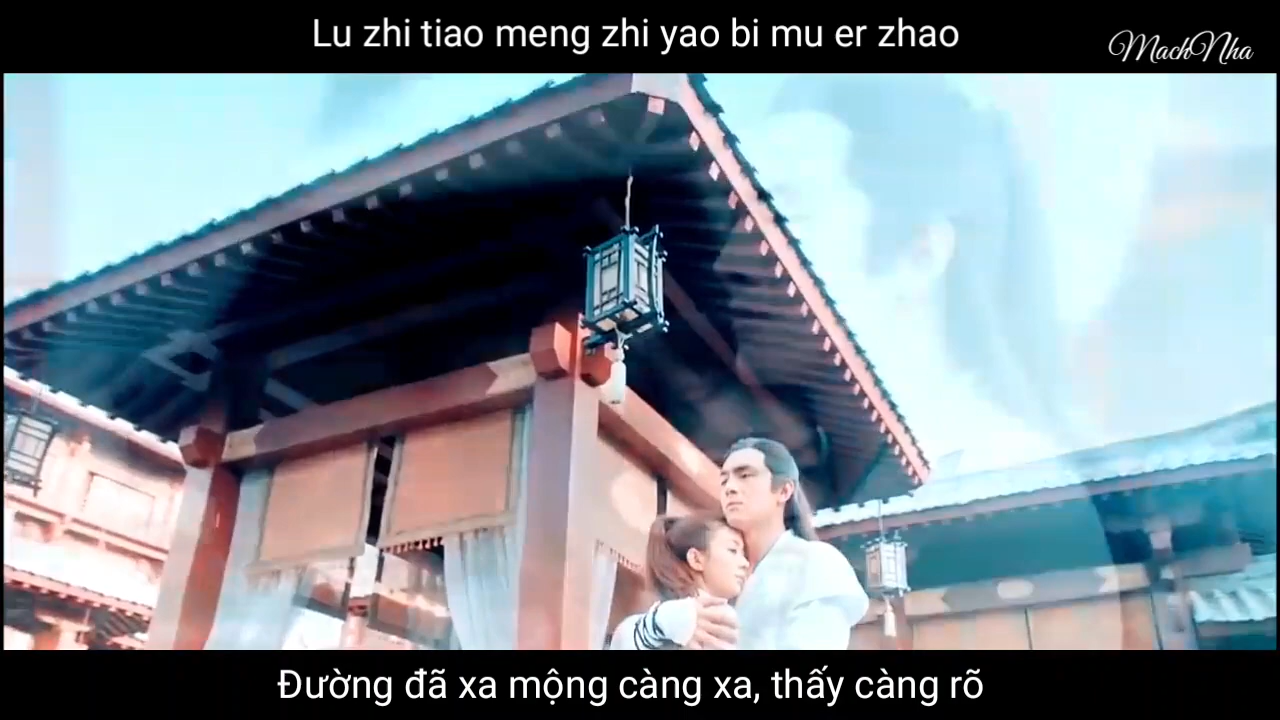 Lu zhi tiao meng zhi yao bi mu er zhao
MachNha
Đường đã xa mộng càng xa, thấy càng rõ